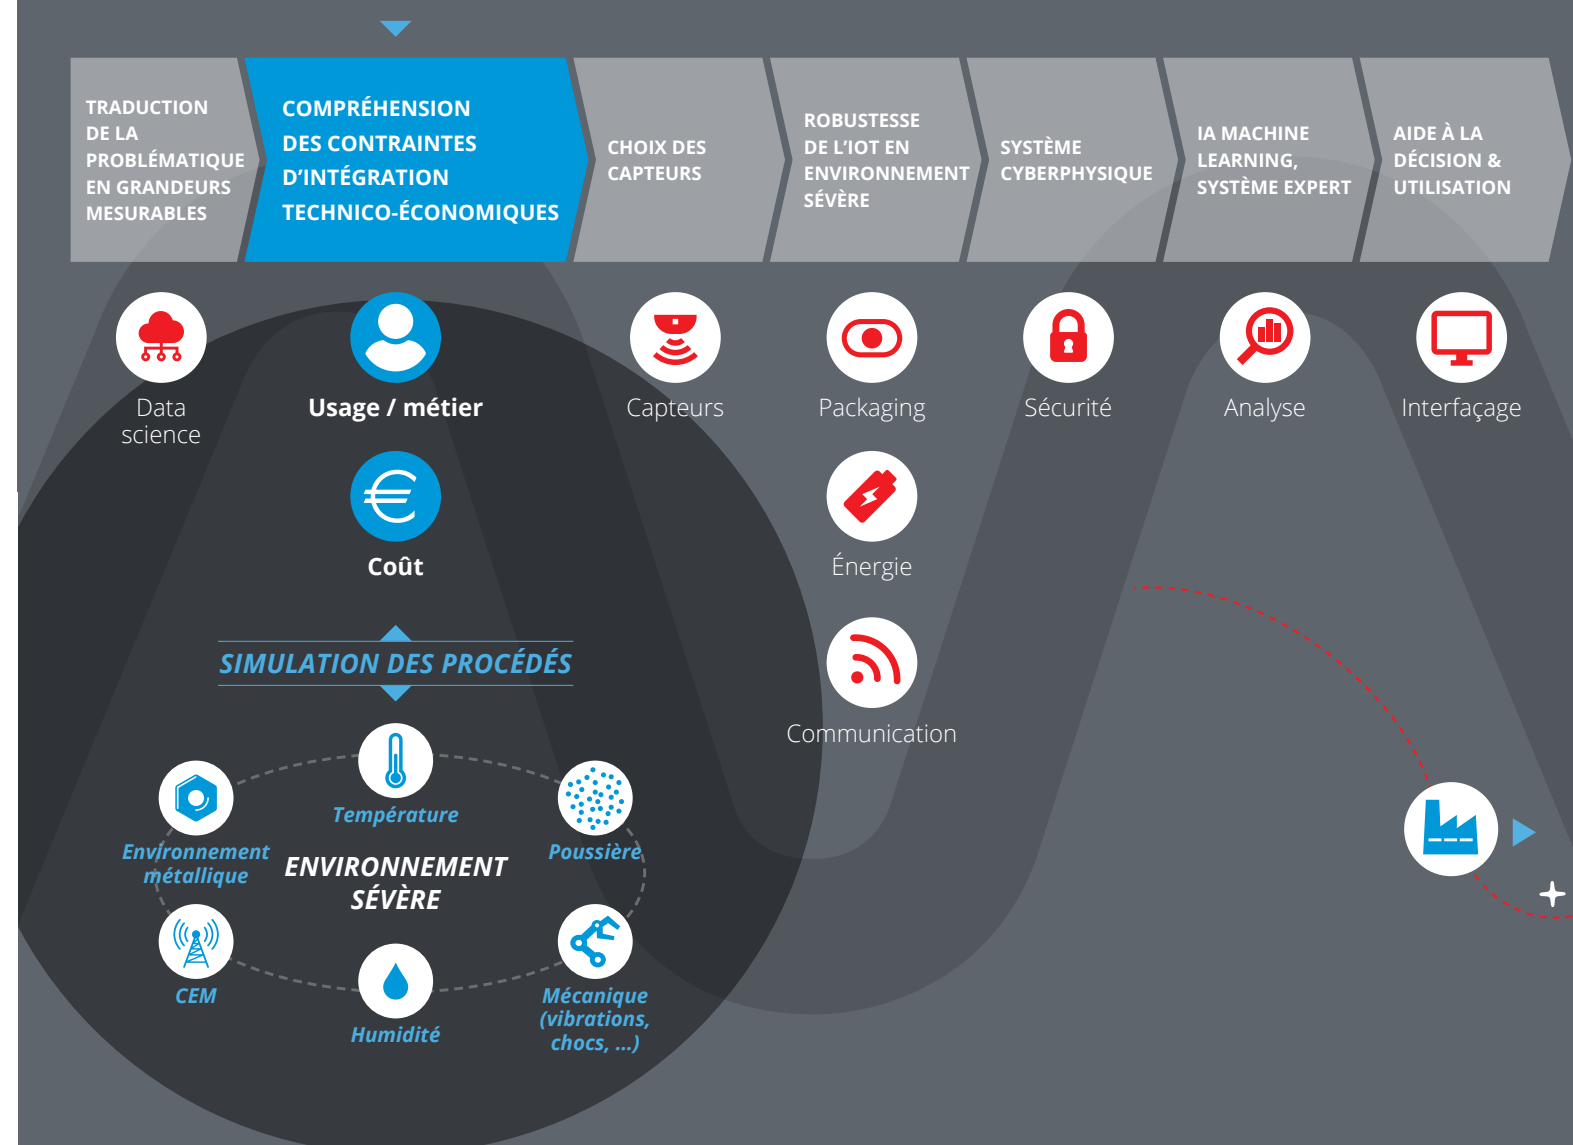 TRADUCTION
DE LA
PROBLÉMATIQUE
EN GRANDEURS
MESURABLES
COMPRÉHENSION
DES CONTRAINTES
D'INTÉGRATION
TECHNICO-ÉCONOMIQUES
CHOIX DES
CAPTEURS
ROBUSTESSE
DE L'IOT EN
ENVIRONNEMENT
SÉVÈRE
SYSTÈME
CYBERPHYSIQUE
IA MACHINE
LEARNING,
SYSTÈME EXPERT
AIDE À LA
DÉCISION &
UTILISATION
Data
science
Usage / métier
Capteurs
Packaging
Sécurité
Analyse
Interfaçage
Coût
Énergie
SIMULATION DES PROCÉDÉS
Communication
Température
Environnement
métallique
Poussière
ENVIRONNEMENT
SÉVÈRE
CEM
Humidité
Mécanique
(vibrations,
chocs, ...)